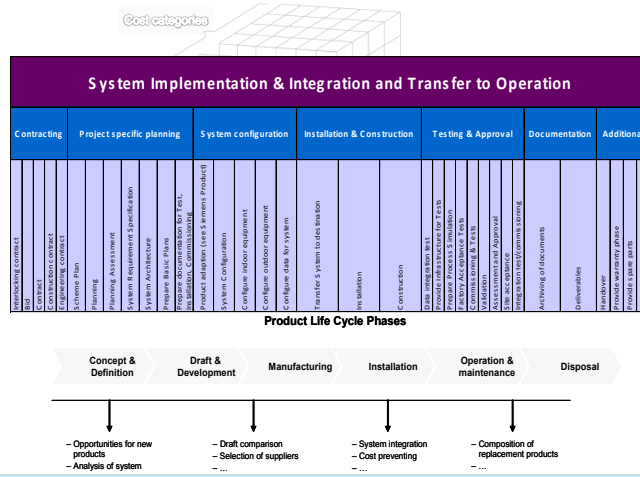 Cost categories
System Implementation & Integration and Transfer to Operation
Contracting
Project specific planning
System configuration
Installation & Construction
Testing & Approval
Documentation
Additiona
Interlocking contract
Bid
Contract
Construction contract
Engineering contract
Scheme Plan
Planning
Planning Assessment
System Requirement Specification
System Architecture
Prepare Basic Plans
Prepare documentation for Test,
Installation, Commissioning
Product adaption (see Siemens Product)
System Configuration
Configure indoor equipment
Configure outdoor equipment
Configure data for system
Transfer System to destination
Installation
Construction
Data integration test
Provide Infrastructure for Tests
Prepare Process Simulation
Factory Acceptance Tests
Commissioning & Tests
Validation
Assessment and Approval
Site acceptance
Integration test/Commissioning
Archiving of documents
Deliverables
Handover
Provide warranty phase
Provide spare parts
Product Life Cycle Phases
Concept &
Definition
Draft &
Development
Manufacturing
Installation
Operation &
maintenance
Disposal
– Opportunities for new
products
– Analysis of system
– Draft comparison
– Selection of suppliers
– ...
– System integration
– Cost preventing
– ...
– Composition of
replacement products
– ...